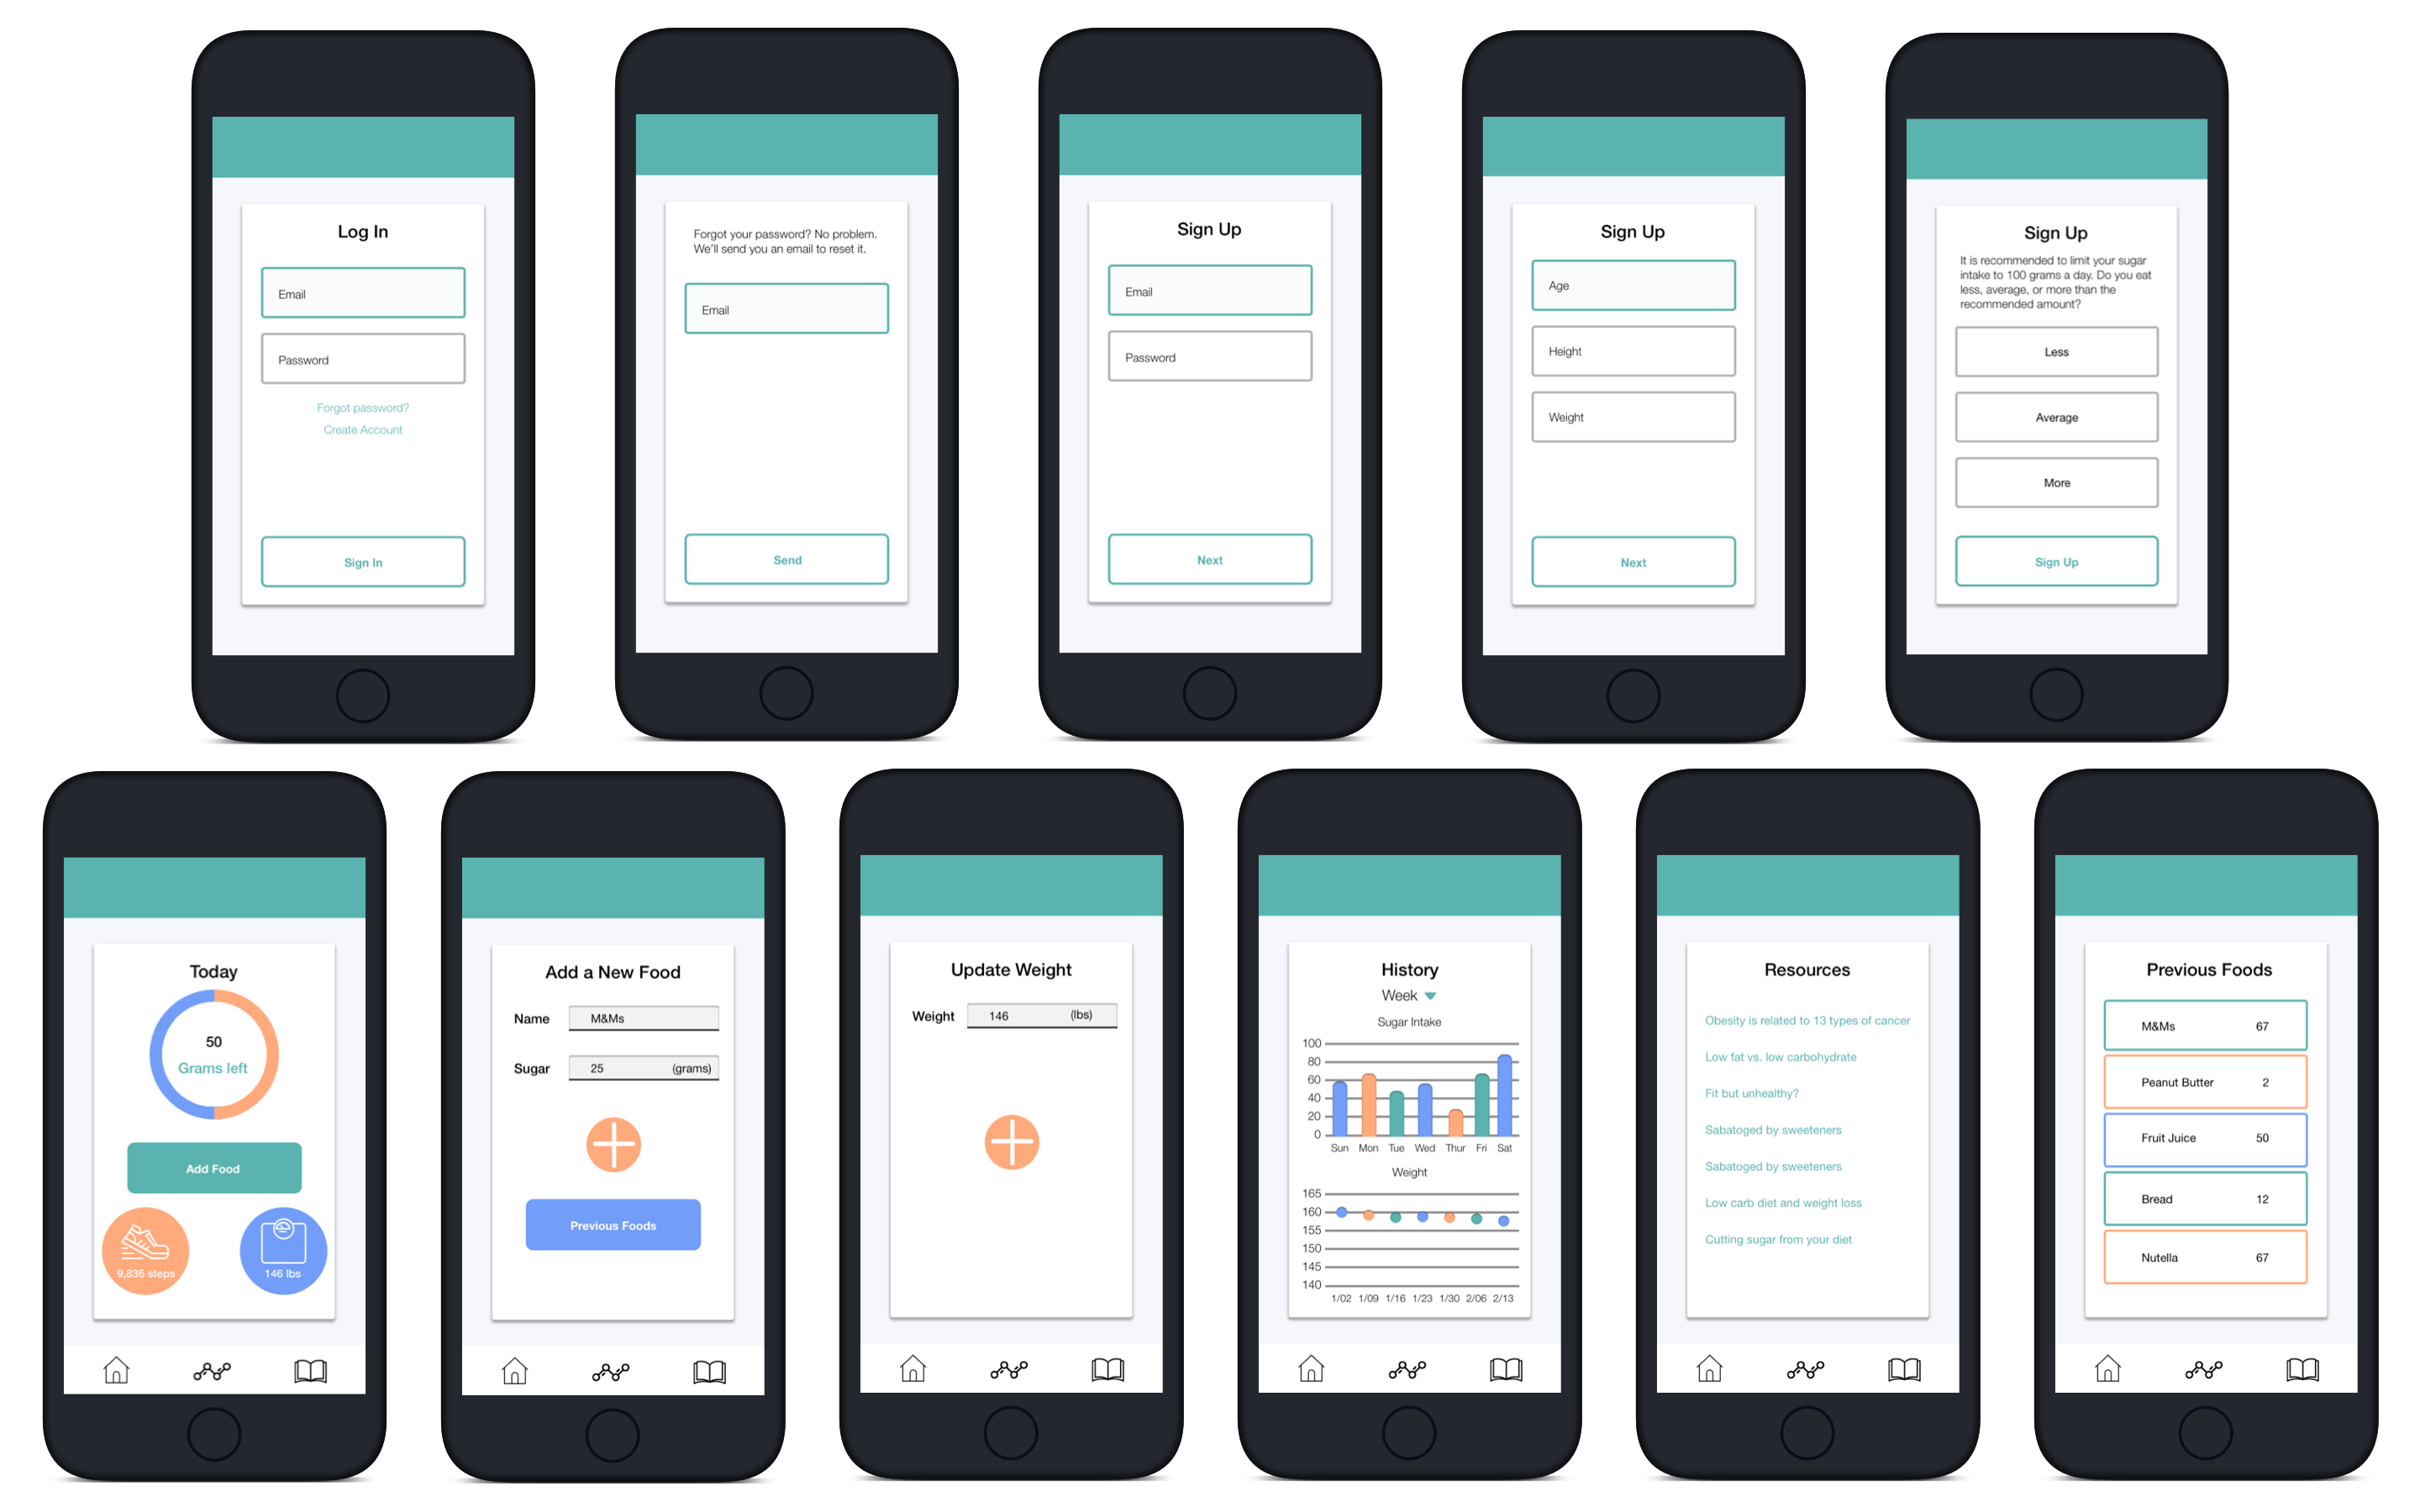 Log In
Email
Password
Forgot password?
Create Account
Sign In
Forgot your password? No problem.
We'll send you an email to reset it.
Email
Send
Sign Up
Email
Password
Next
Sign Up
Age
Height
Weight
Next
Sign Up
It is recommended to limit your sugar
intake to 100 grams a day. Do you eat
less, average, or more than the
recommended amount?
Less
Average
More
Sign Up
Today
50
Grams left
Add Food
9,836 steps
146 lbs
Add a New Food
Name M&Ms
Sugar 25 (grams)
Previous Foods
Update Weight
Weight 146 (lbs)
History
Week
Sugar Intake
100
80
60
40
20
0
Sun Mon Tue Wed Thur Fri Sat
Weight
165
160
155
150
145
140
1/02 1/09 1/16 1/23 1/30 2/06 2/13
Resources
Obesity is related to 13 types of cancer
Low fat vs. low carbohydrate
Fit but unhealthy?
Sabatoged by sweeteners
Sabatoged by sweeteners
Low carb diet and weight loss
Cutting sugar from your diet
Previous Foods
M&Ms 67
Peanut Butter 2
Fruit Juice 50
Bread 12
Nutella 67